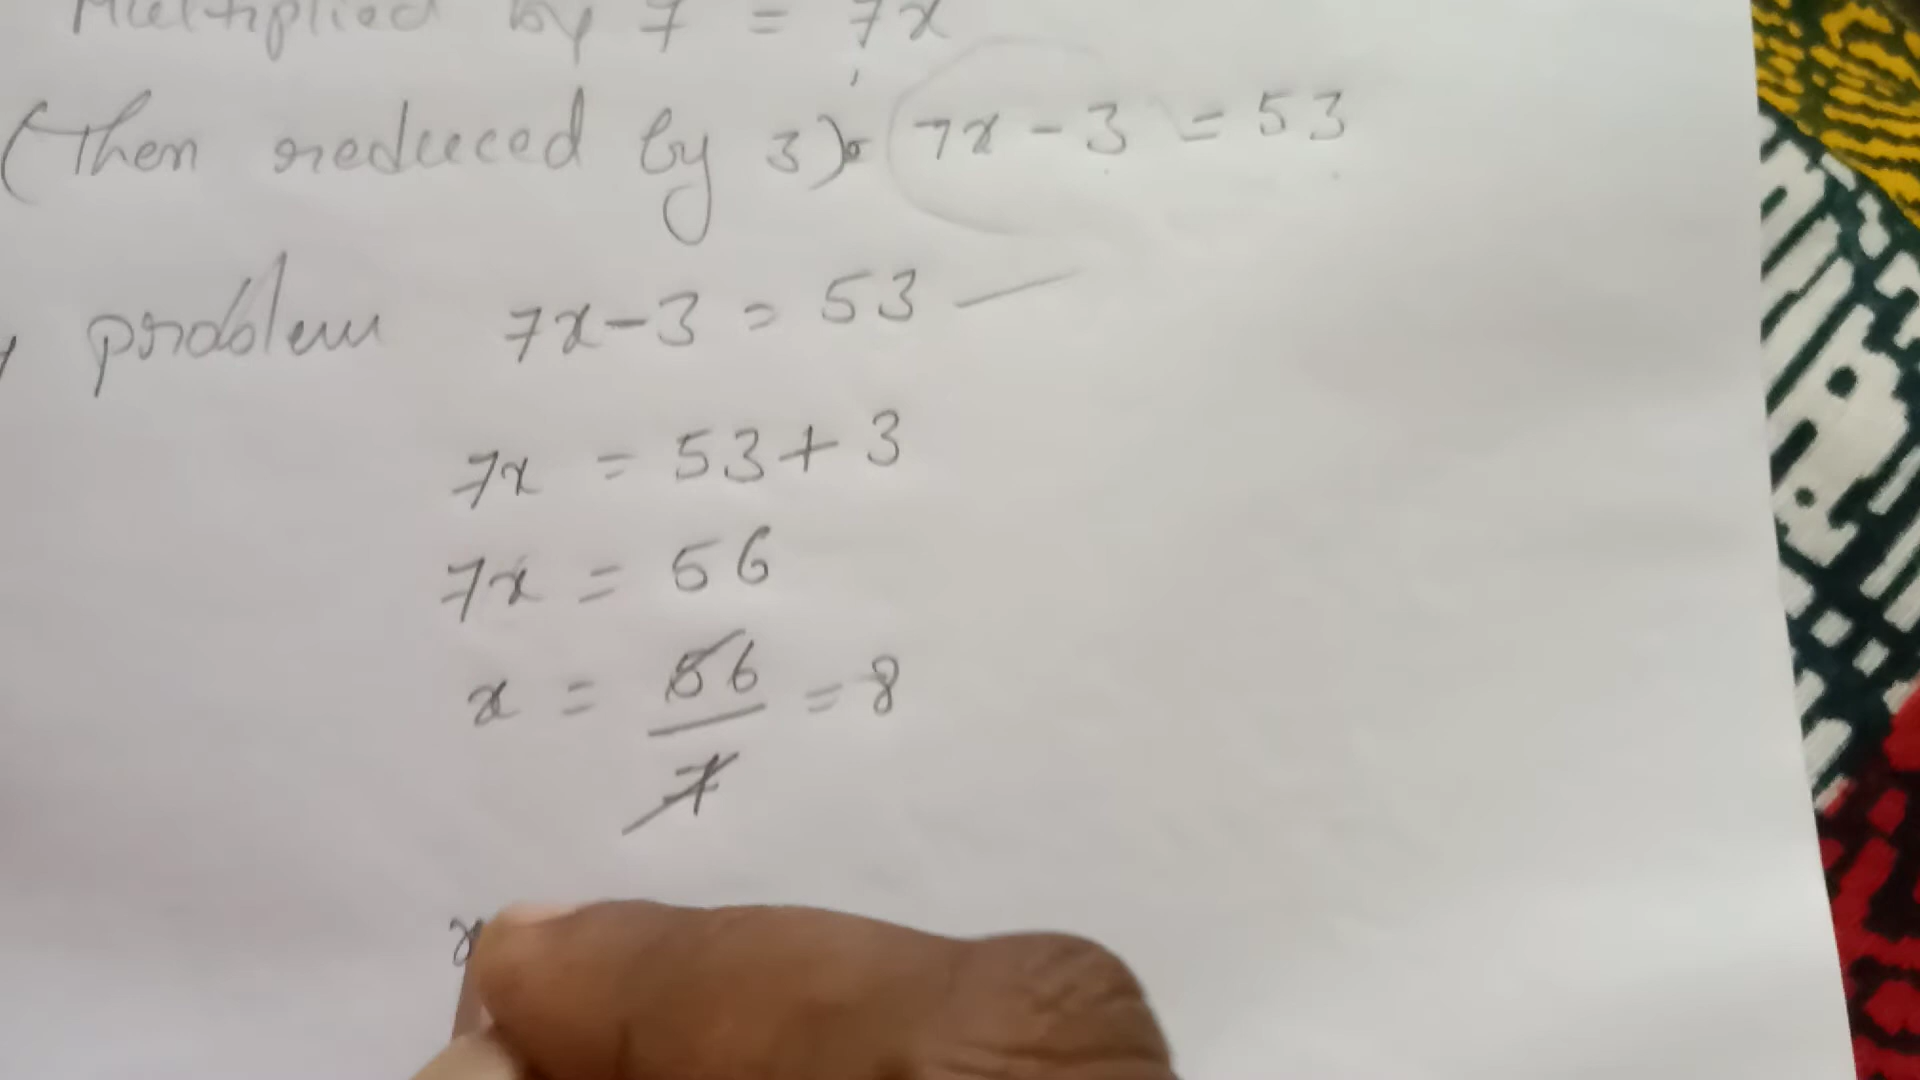 Multiplied by 7 = 7x
(Then reduced by 3) 7x - 3 = 53
problem 7x - 3 = 53
7x = 53 + 3
7x = 56
x = 56/7 = 8
x